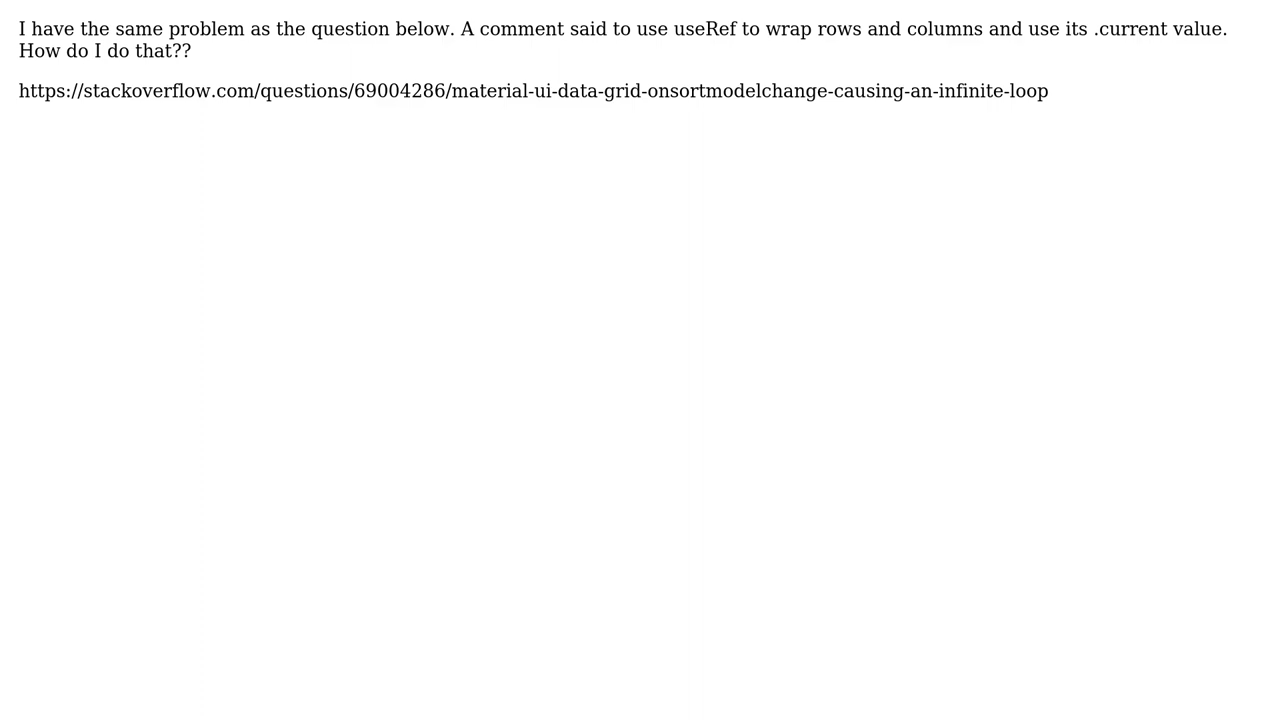 I have the same problem as the question below. A comment said to use useRef to wrap rows and columns and use its .current value.
How do I do that??
https://stackoverflow.com/questions/69004286/material-ui-data-grid-onsortmodelchange-causing-an-infinite-loop